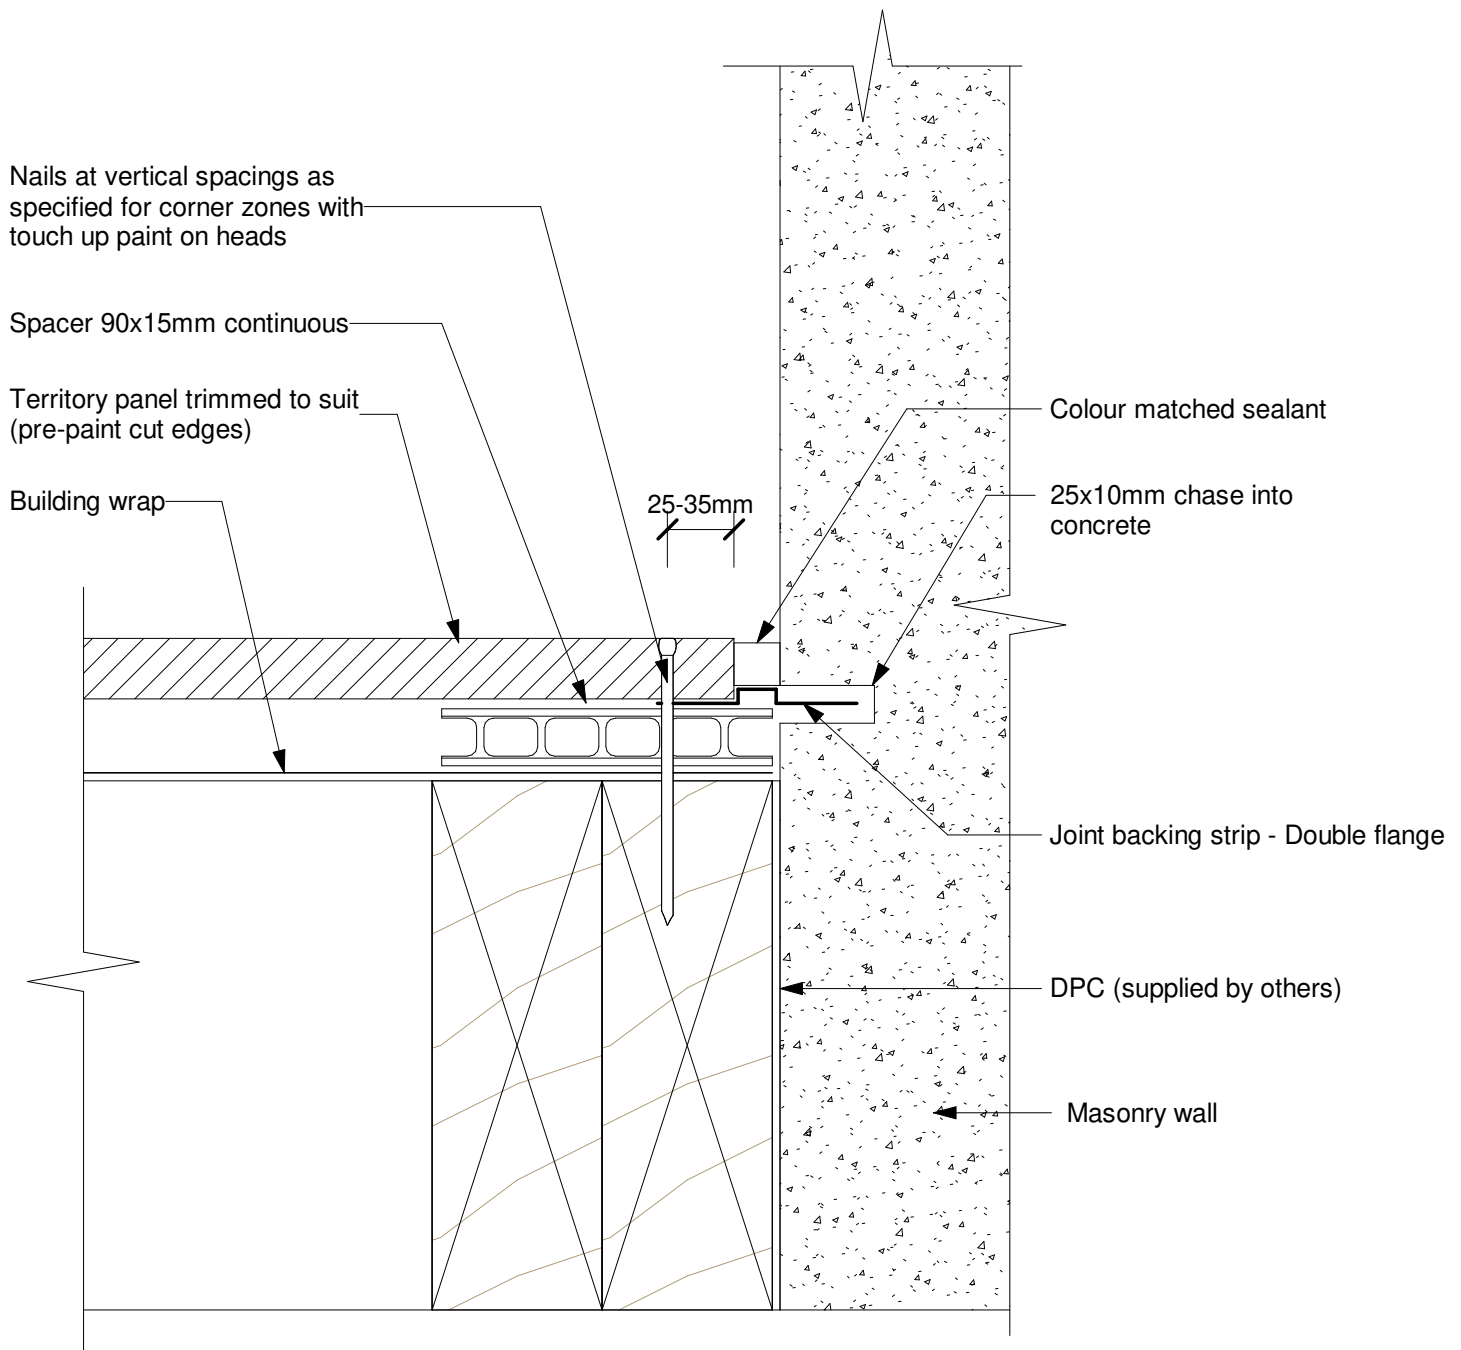 Nails at vertical spacings as
specified for corner zones with
touch up paint on heads
Spacer 90x15mm continuous
Territory panel trimmed to suit
(pre-paint cut edges)
Building wrap
25-35mm
Colour matched sealant
25x10mm chase into
concrete
Joint backing strip - Double flange
DPC (supplied by others)
Masonry wall